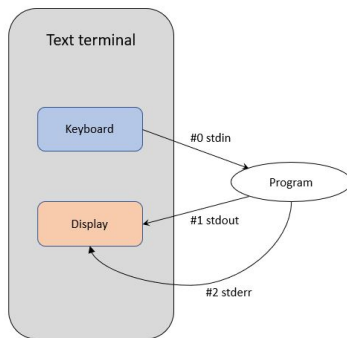 Text terminal
Keyboard
#0 stdin
Program
Display
#1 stdout
#2 stderr